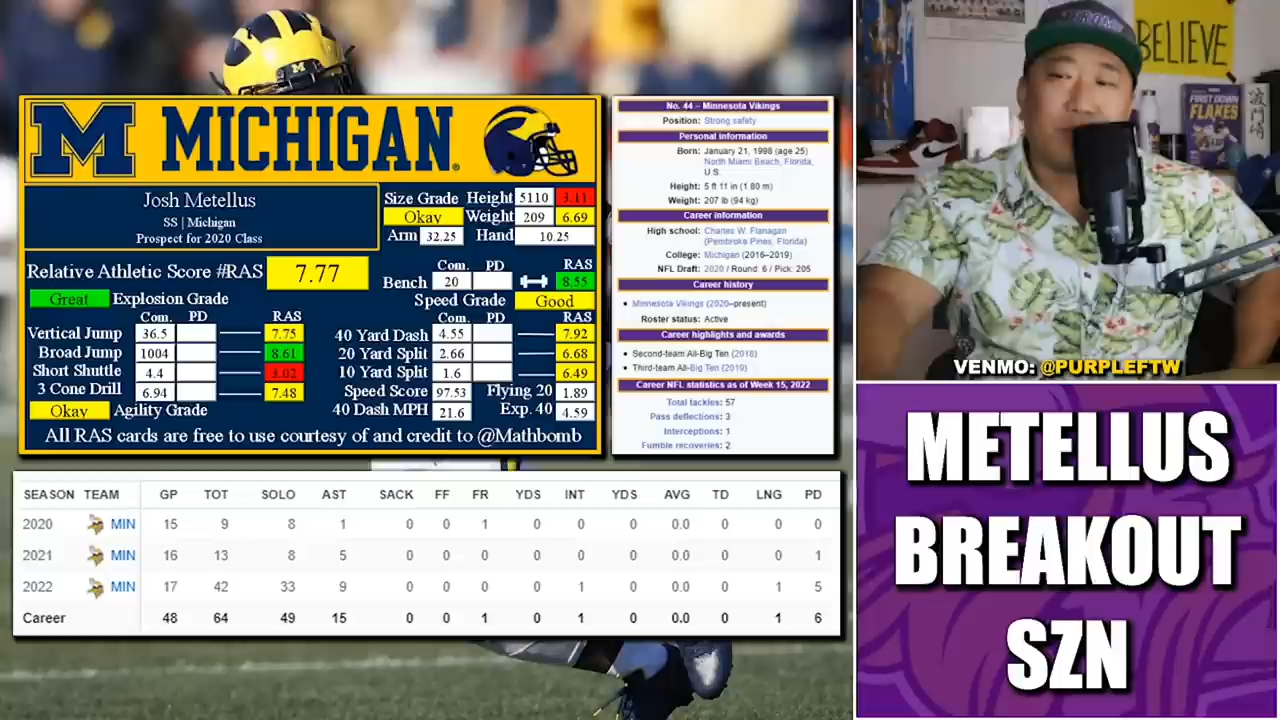 M MICHIGAN®
Josh Metellus
SS | Michigan
Prospect for 2020 Class
Size Grade Height 5110 3.11
Okay Weight 209 6.69
Arm 32.25 Hand 10.25
Relative Athletic Score #RAS 7.77
Com. PD RAS
Bench 20 8.55
Great Explosion Grade
Speed Grade Good
Com. PD RAS
Vertical Jump 36.5 7.75
Broad Jump 1004 8.61
Short Shuttle 4.4 3.02
3 Cone Drill 6.94 7.48
Okay Agility Grade
Com. PD RAS
40 Yard Dash 4.55 7.92
20 Yard Split 2.66 6.68
10 Yard Split 1.6 6.49
Speed Score 97.53 Flying 20 1.89
40 Dash MPH 21.6 Exp. 40 4.59
All RAS cards are free to use courtesy of and credit to @Mathbomb
No. 44 – Minnesota Vikings
Position: Strong safety
Personal information
Born: January 21, 1998 (age 25)
North Miami Beach, Florida,
U.S.
Height: 5 ft 11 in (1.80 m)
Weight: 207 lb (94 kg)
Career information
High school: Charles W. Flanagan
(Pembroke Pines, Florida)
College: Michigan (2016–2019)
NFL Draft: 2020 / Round: 6 / Pick: 205
Career history
• Minnesota Vikings (2020–present)
Roster status: Active
Career highlights and awards
• Second-team All-Big Ten (2018)
• Third-team All-Big Ten (2019)
Career NFL statistics as of Week 15, 2022
Total tackles: 57
Pass deflections: 3
Interceptions: 1
Fumble recoveries: 2
SEASON TEAM GP TOT SOLO AST SACK FF FR YDS INT YDS AVG TD LNG PD
2020 MIN 15 9 8 1 0 0 1 0 0 0 0.0 0 0 0
2021 MIN 16 13 8 5 0 0 0 0 0 0 0.0 0 0 1
2022 MIN 17 42 33 9 0 0 0 0 1 0 0.0 0 1 5
Career 48 64 49 15 0 0 1 0 1 0 0.0 0 1 6
BELIEVE
FIRST DOWN
FLAKES
VENMO: @PURPLEFTW
METELLUS
BREAKOUT
SZN